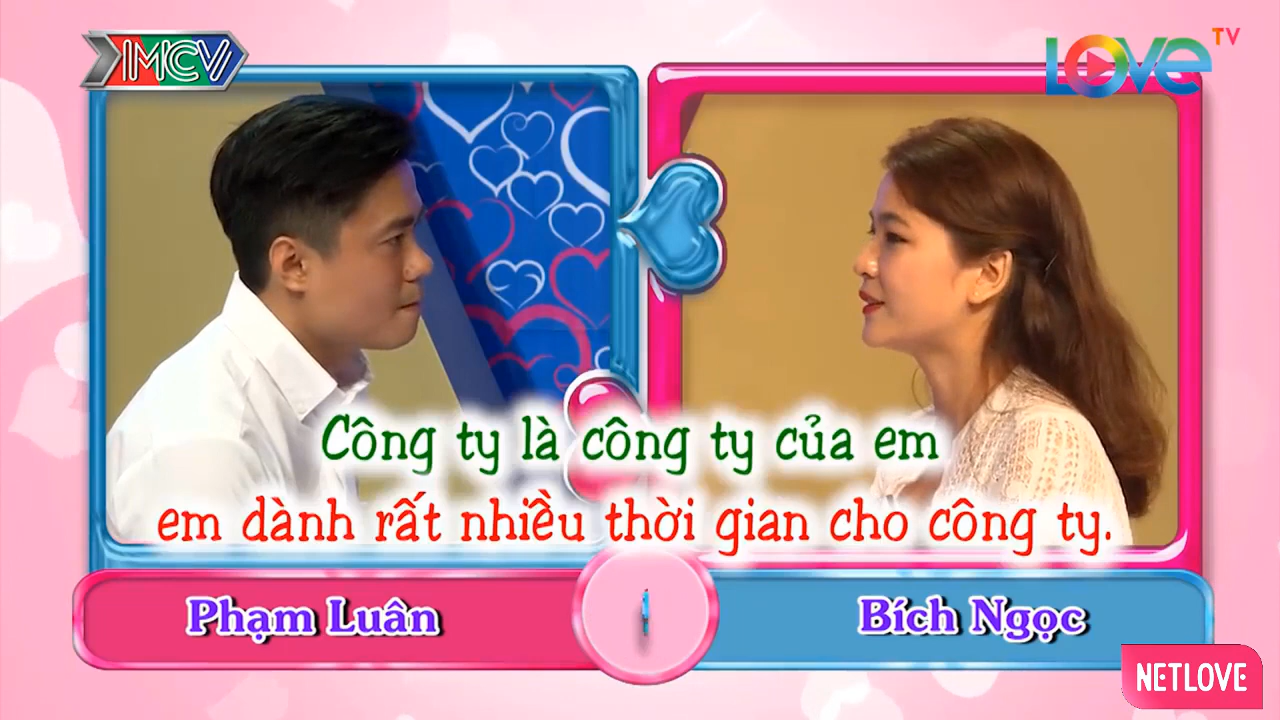 MCV
LOVE TV
Công ty là công ty của em
em dành rất nhiều thời gian cho công ty.
Phạm Luân
Bích Ngọc
NETLOVE